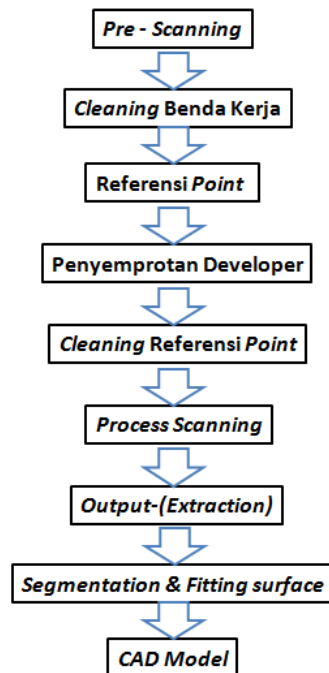 Pre - Scanning
Cleaning Benda Kerja
Referensi Point
Penyemprotan Developer
Cleaning Referensi Point
Process Scanning
Output-(Extraction)
Segmentation & Fitting surface
CAD Model